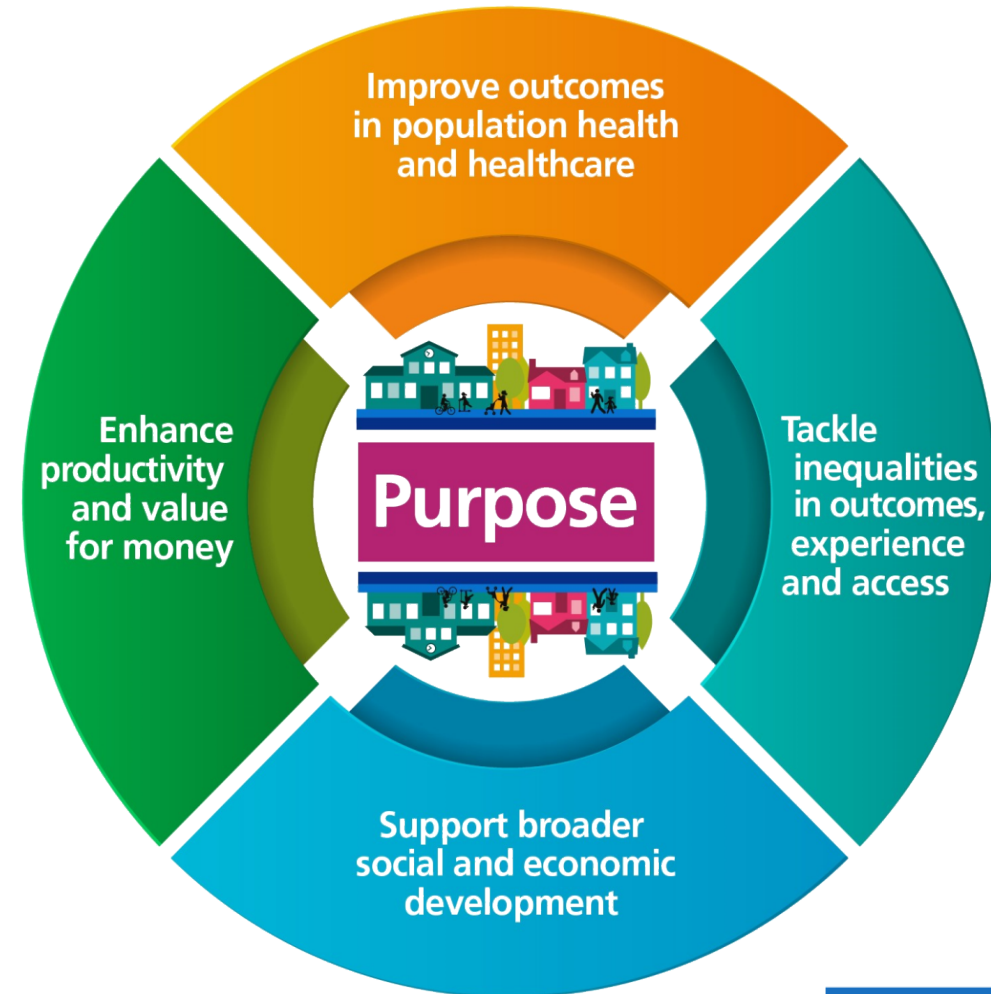 Improve outcomes
in population health
and healthcare
Enhance
productivity
and value
for money
Purpose
Tackle
inequalities
in outcomes,
experience
and access
Support broader
social and economic
development